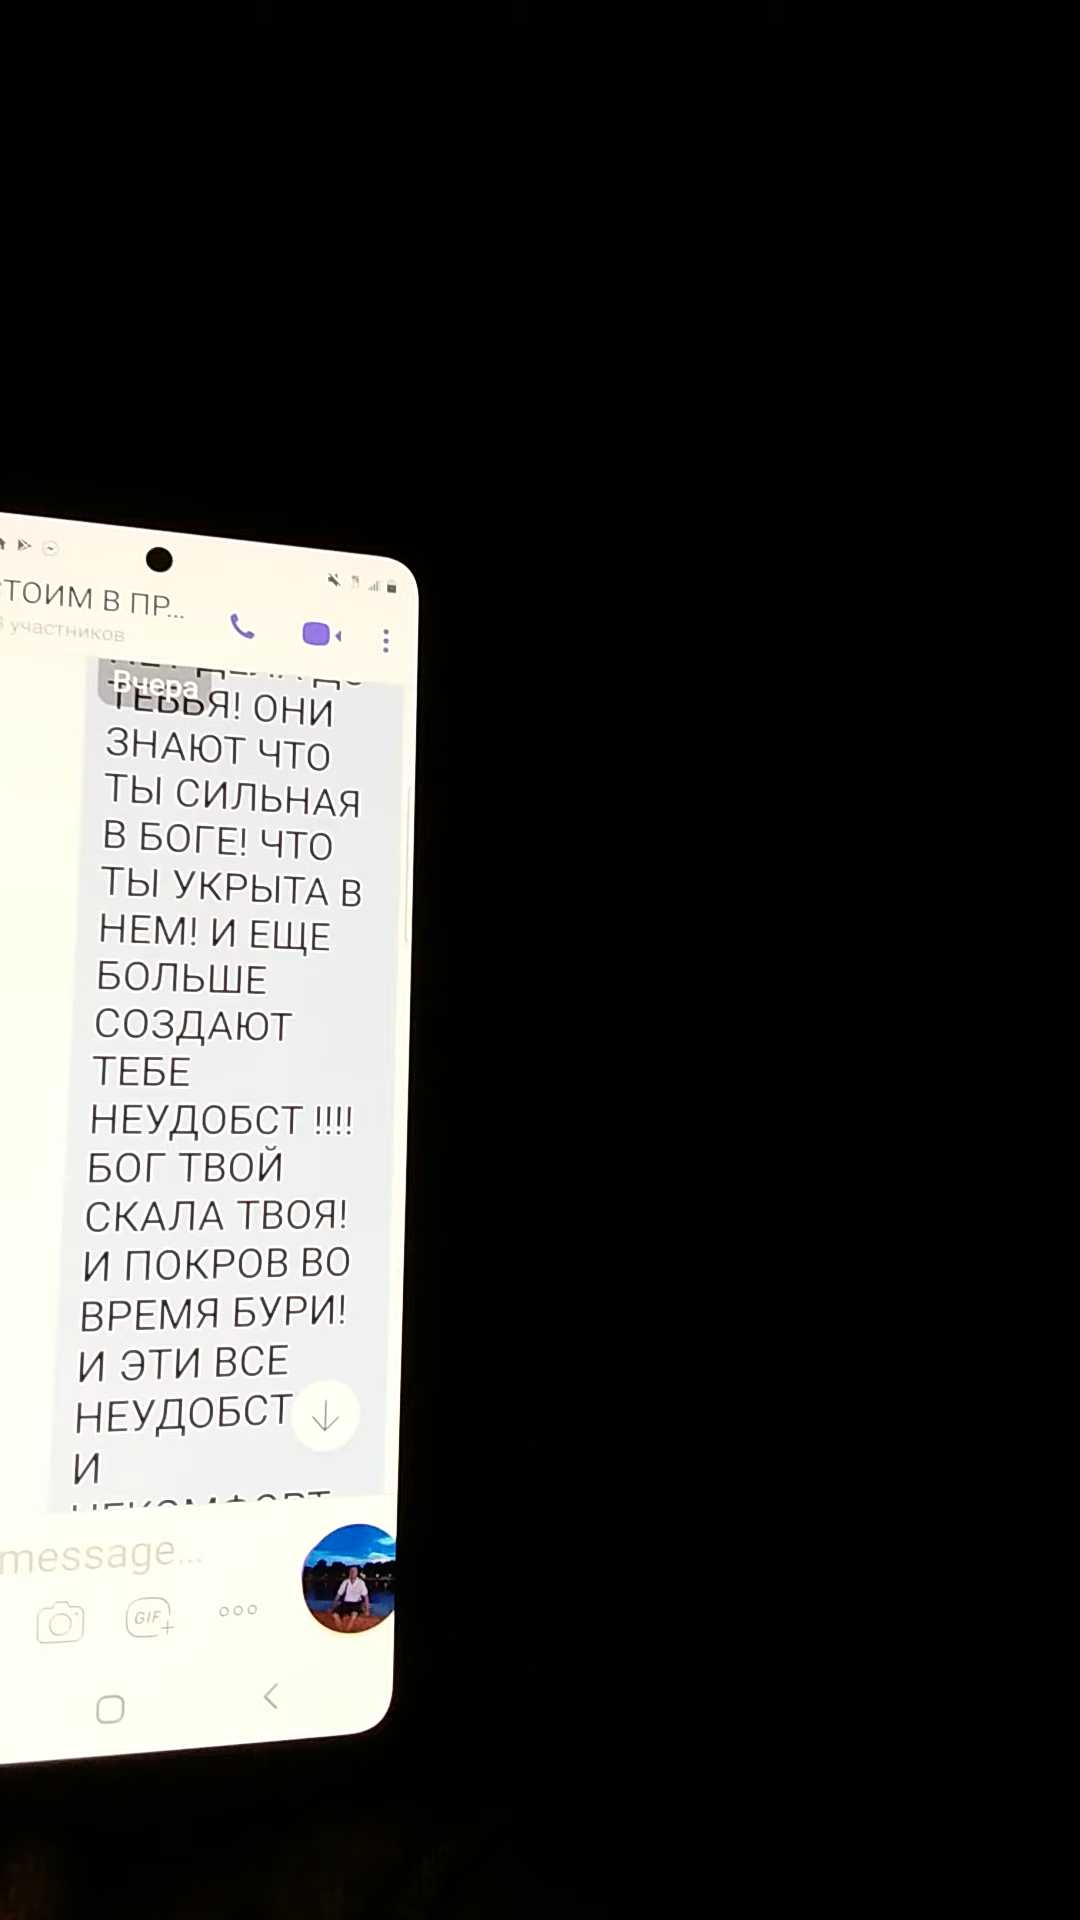 ТОИМ В ПР...
участников
Вчера
ТЕБЬЯ! ОНИ
ЗНАЮТ ЧТО
ТЫ СИЛЬНАЯ
В БОГЕ! ЧТО
ТЫ УКРЫТА В
НЕМ! И ЕЩЕ
БОЛЬШЕ
СОЗДАЮТ
ТЕБЕ
НЕУДОБСТ !!!!
БОГ ТВОЙ
СКАЛА ТВОЯ!
И ПОКРОВ ВО
ВРЕМЯ БУРИ!
И ЭТИ ВСЕ
НЕУДОБСТ
И
message...
GIF